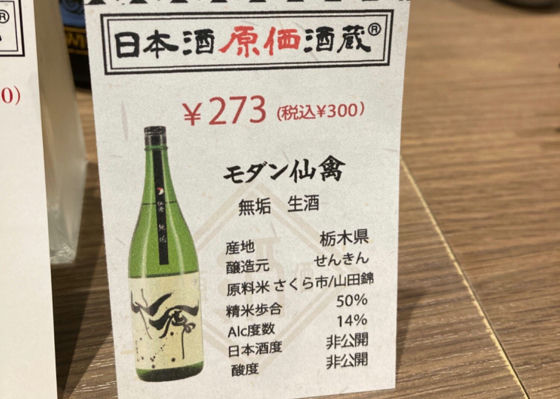 日本酒原価酒蔵®
¥273 (税込¥300)
モダン仙禽
無垢 生酒
産地 栃木県
醸造元 せんきん
原料米 さくら市/山田錦
精米歩合 50%
Alc度数 14%
日本酒度 非公開
酸度 非公開
®
0)